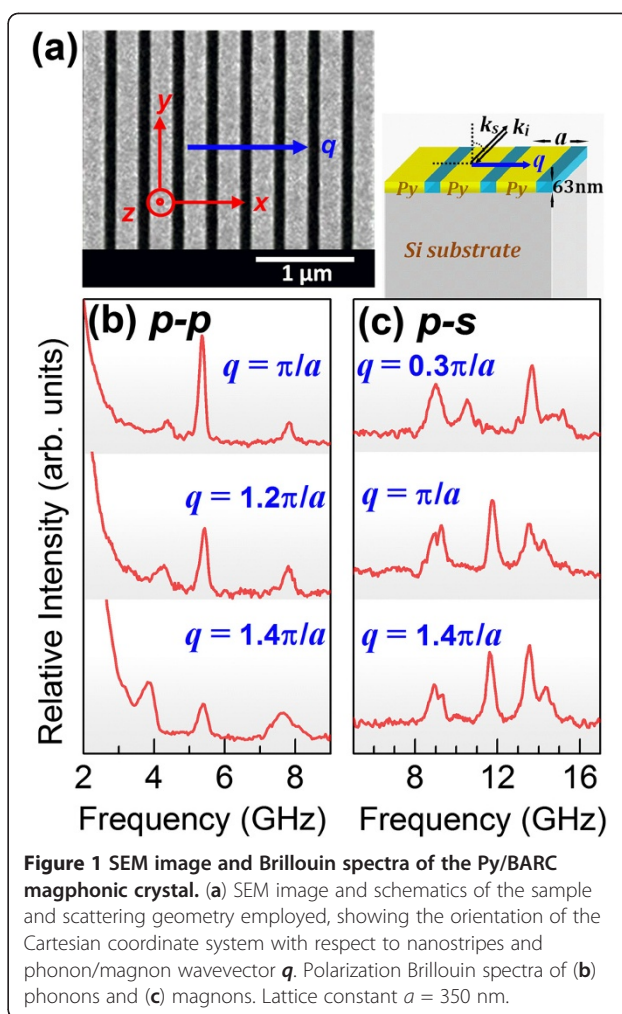 (a)
y
q
z
x
1 µm
kₛ kᵢ a
q
Py Py Py 63nm
Si substrate
Relative Intensity (arb. units)
(b) p-p
q = π/a
q = 1.2π/a
q = 1.4π/a
2 4 6 8
Frequency (GHz)
(c) p-s
q = 0.3π/a
q = π/a
q = 1.4π/a
8 12 16
Frequency (GHz)
Figure 1 SEM image and Brillouin spectra of the Py/BARC
magphonic crystal. (a) SEM image and schematics of the sample
and scattering geometry employed, showing the orientation of the
Cartesian coordinate system with respect to nanostripes and
phonon/magnon wavevector q. Polarization Brillouin spectra of (b)
phonons and (c) magnons. Lattice constant a = 350 nm.